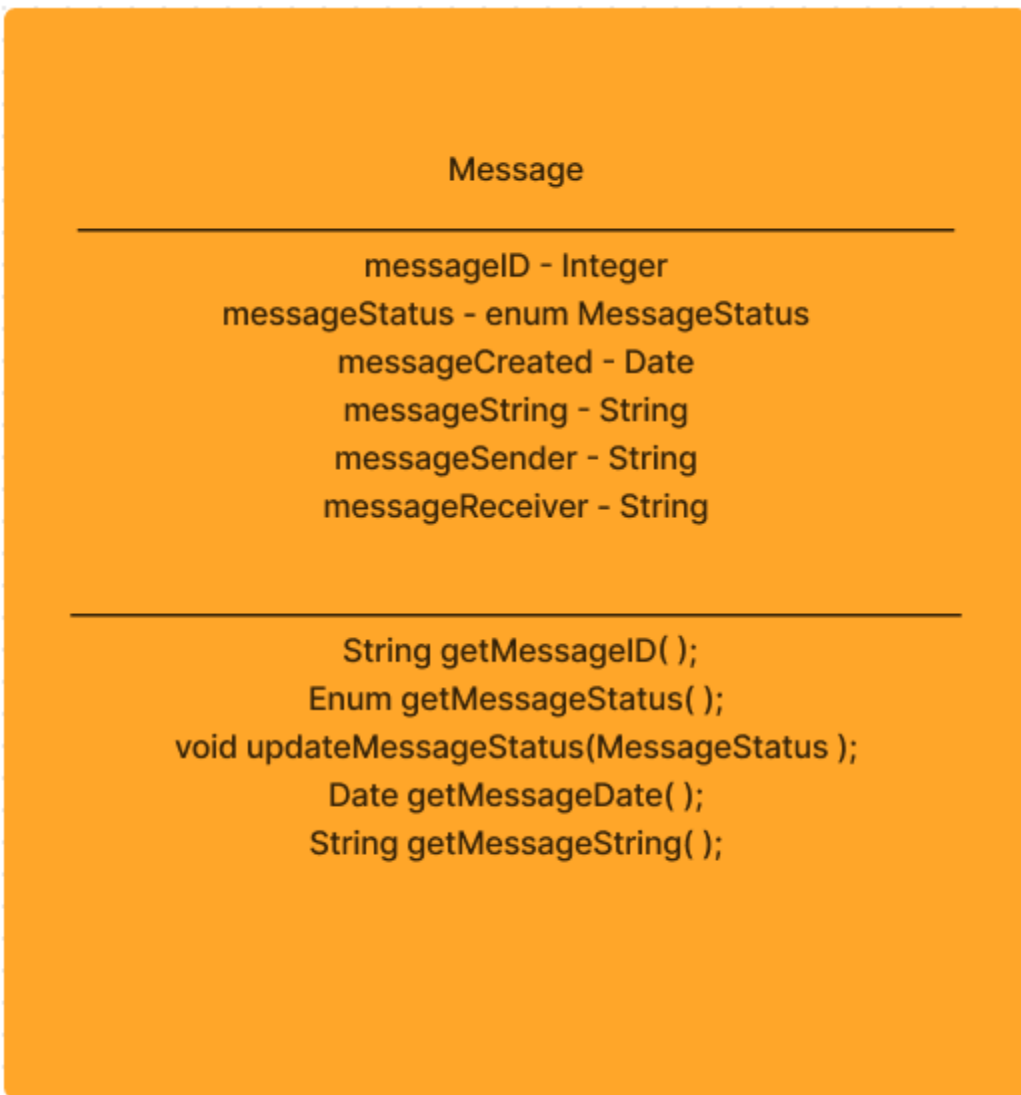 Message
messageID - Integer
messageStatus - enum MessageStatus
messageCreated - Date
messageString - String
messageSender - String
messageReceiver - String
String getMessageID( );
Enum getMessageStatus( );
void updateMessageStatus(MessageStatus );
Date getMessageDate( );
String getMessageString( );